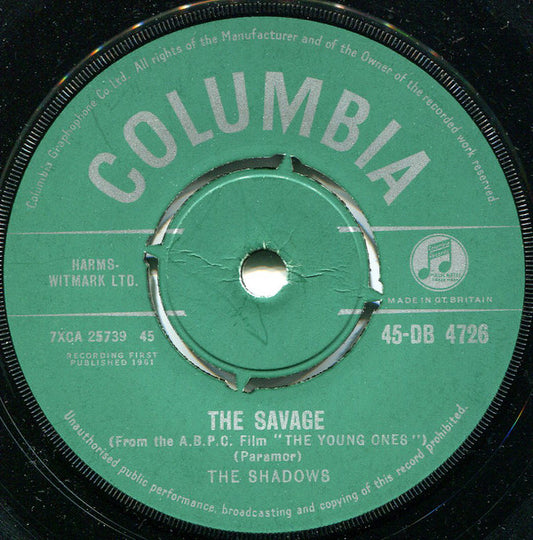 Columbia Graphophone Co. Ltd. All rights of the Manufacturer and of the Owner of the recorded work reserved.
COLUMBIA
HARMS-
WITMARK LTD.
MADE IN GT. BRITAIN
7XCA 25739 45
45-DB 4726
RECORDING FIRST
PUBLISHED 1961
THE SAVAGE
(From the A.B.P.C. Film "THE YOUNG ONES")
(Paramor)
THE SHADOWS
Unauthorised public performance, broadcasting and copying of this record prohibited.